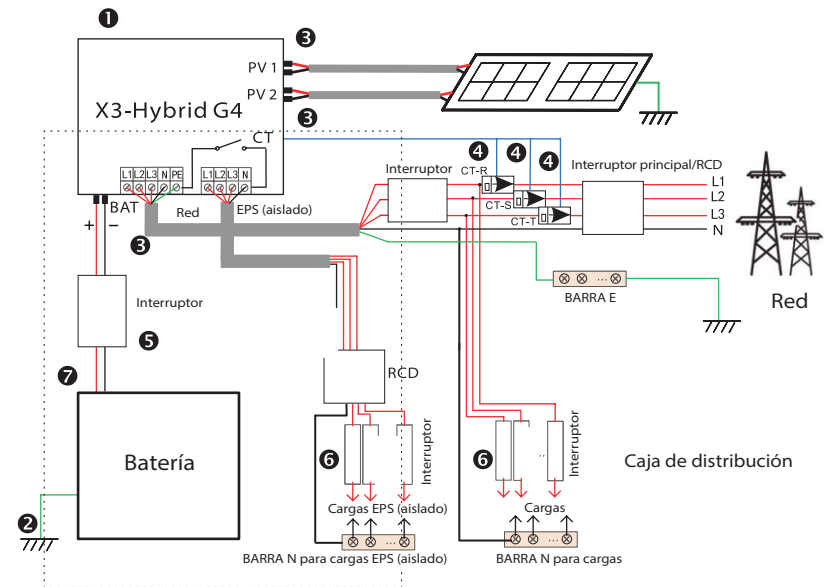 ❶
❸
PV 1
PV 2
❸
X3-Hybrid G4
CT
L1 L2 L3 N PE
L1 L2 L3 N
BAT
Red
EPS (aislado)
+
−
❸
❹ ❹ ❹
Interruptor
CT-R
CT-S
CT-T
Interruptor principal/RCD
L1
L2
L3
N
BARRA E
Red
Interruptor
❺
❼
Batería
❷
RCD
❻
Interruptor
Cargas EPS (aislado)
BARRA N para cargas EPS (aislado)
❻
Interruptor
Cargas
BARRA N para cargas
Caja de distribución